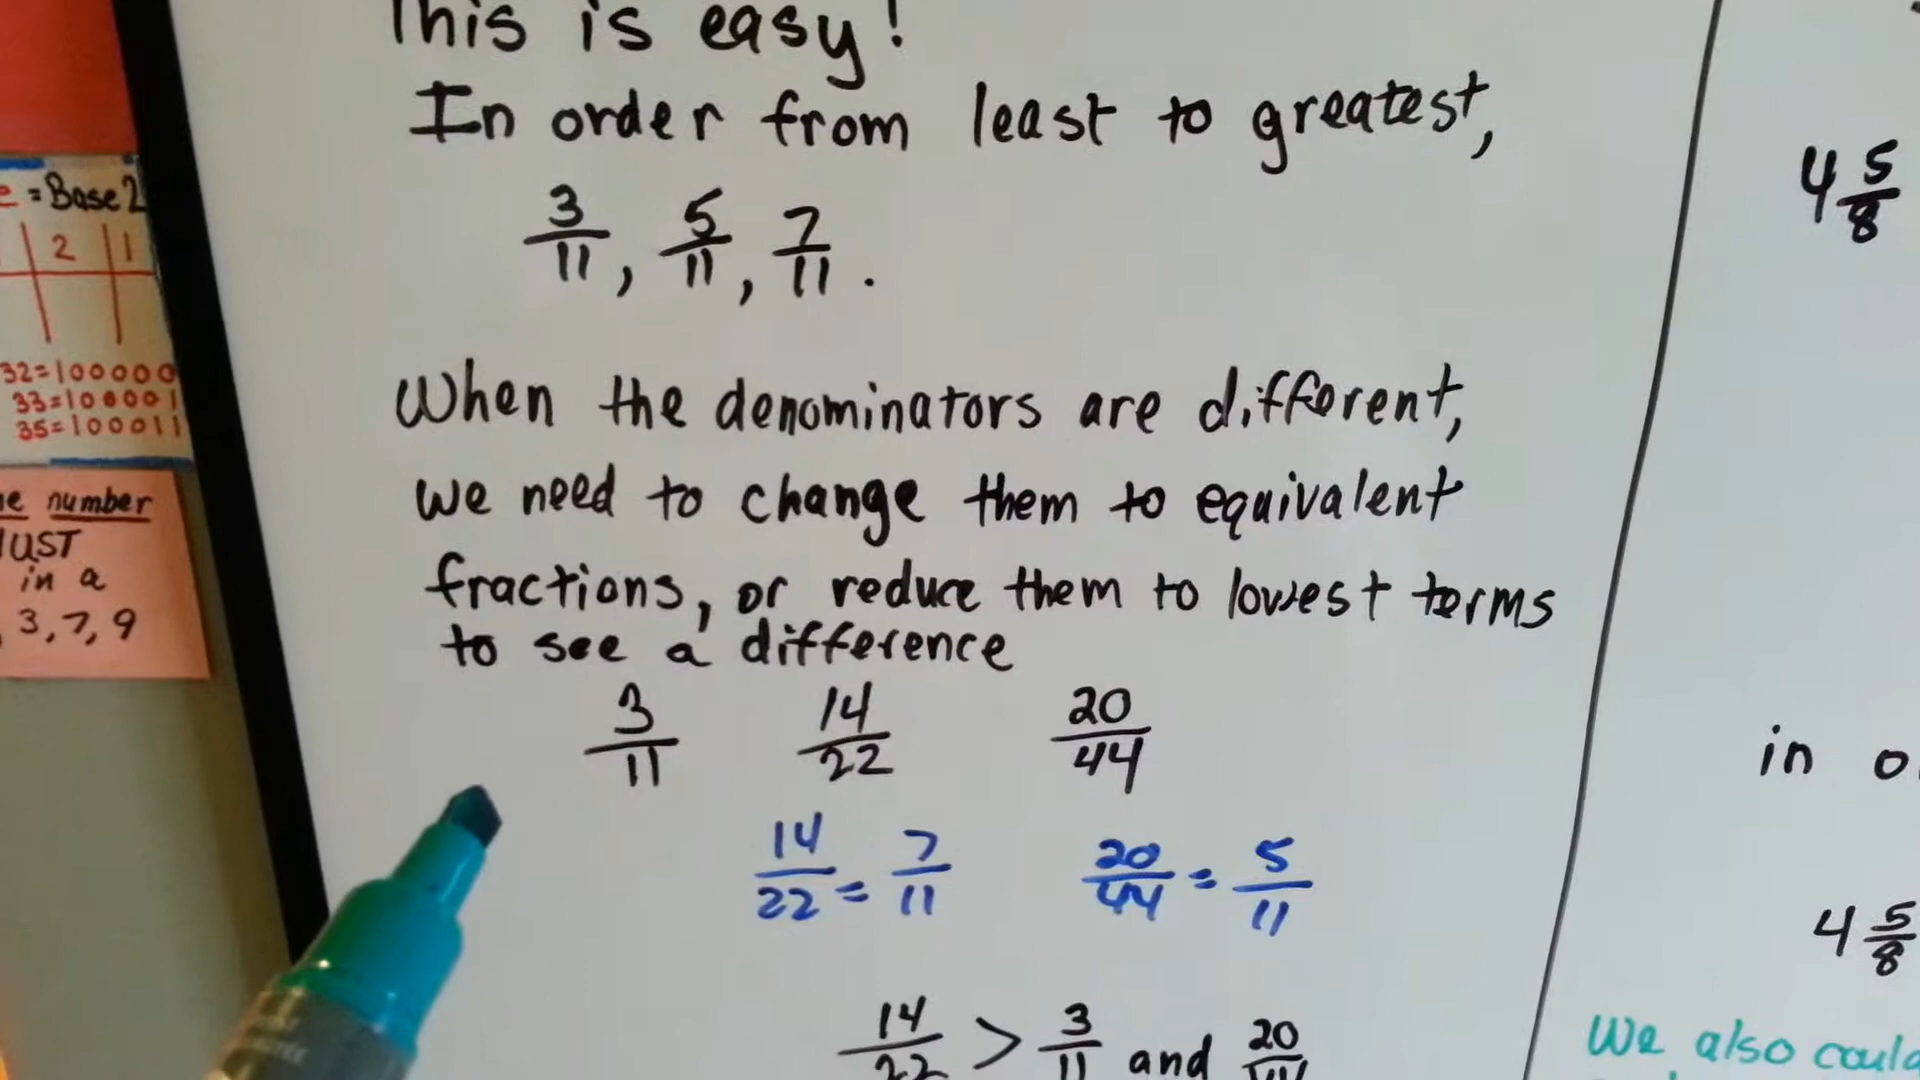 This is easy!
In order from least to greatest,
3/11, 5/11, 7/11.
When the denominators are different,
we need to change them to equivalent
fractions, or reduce them to lowest terms
to see a difference
3/11 14/22 20/44
14/22 = 7/11 20/44 = 5/11
14/22 > 3/11 and 20/44
= Base 2
2 1
32=100000
33=100001
35=100011
number
in a
3, 7, 9
4 5/8
in o
4 5/8
We also could